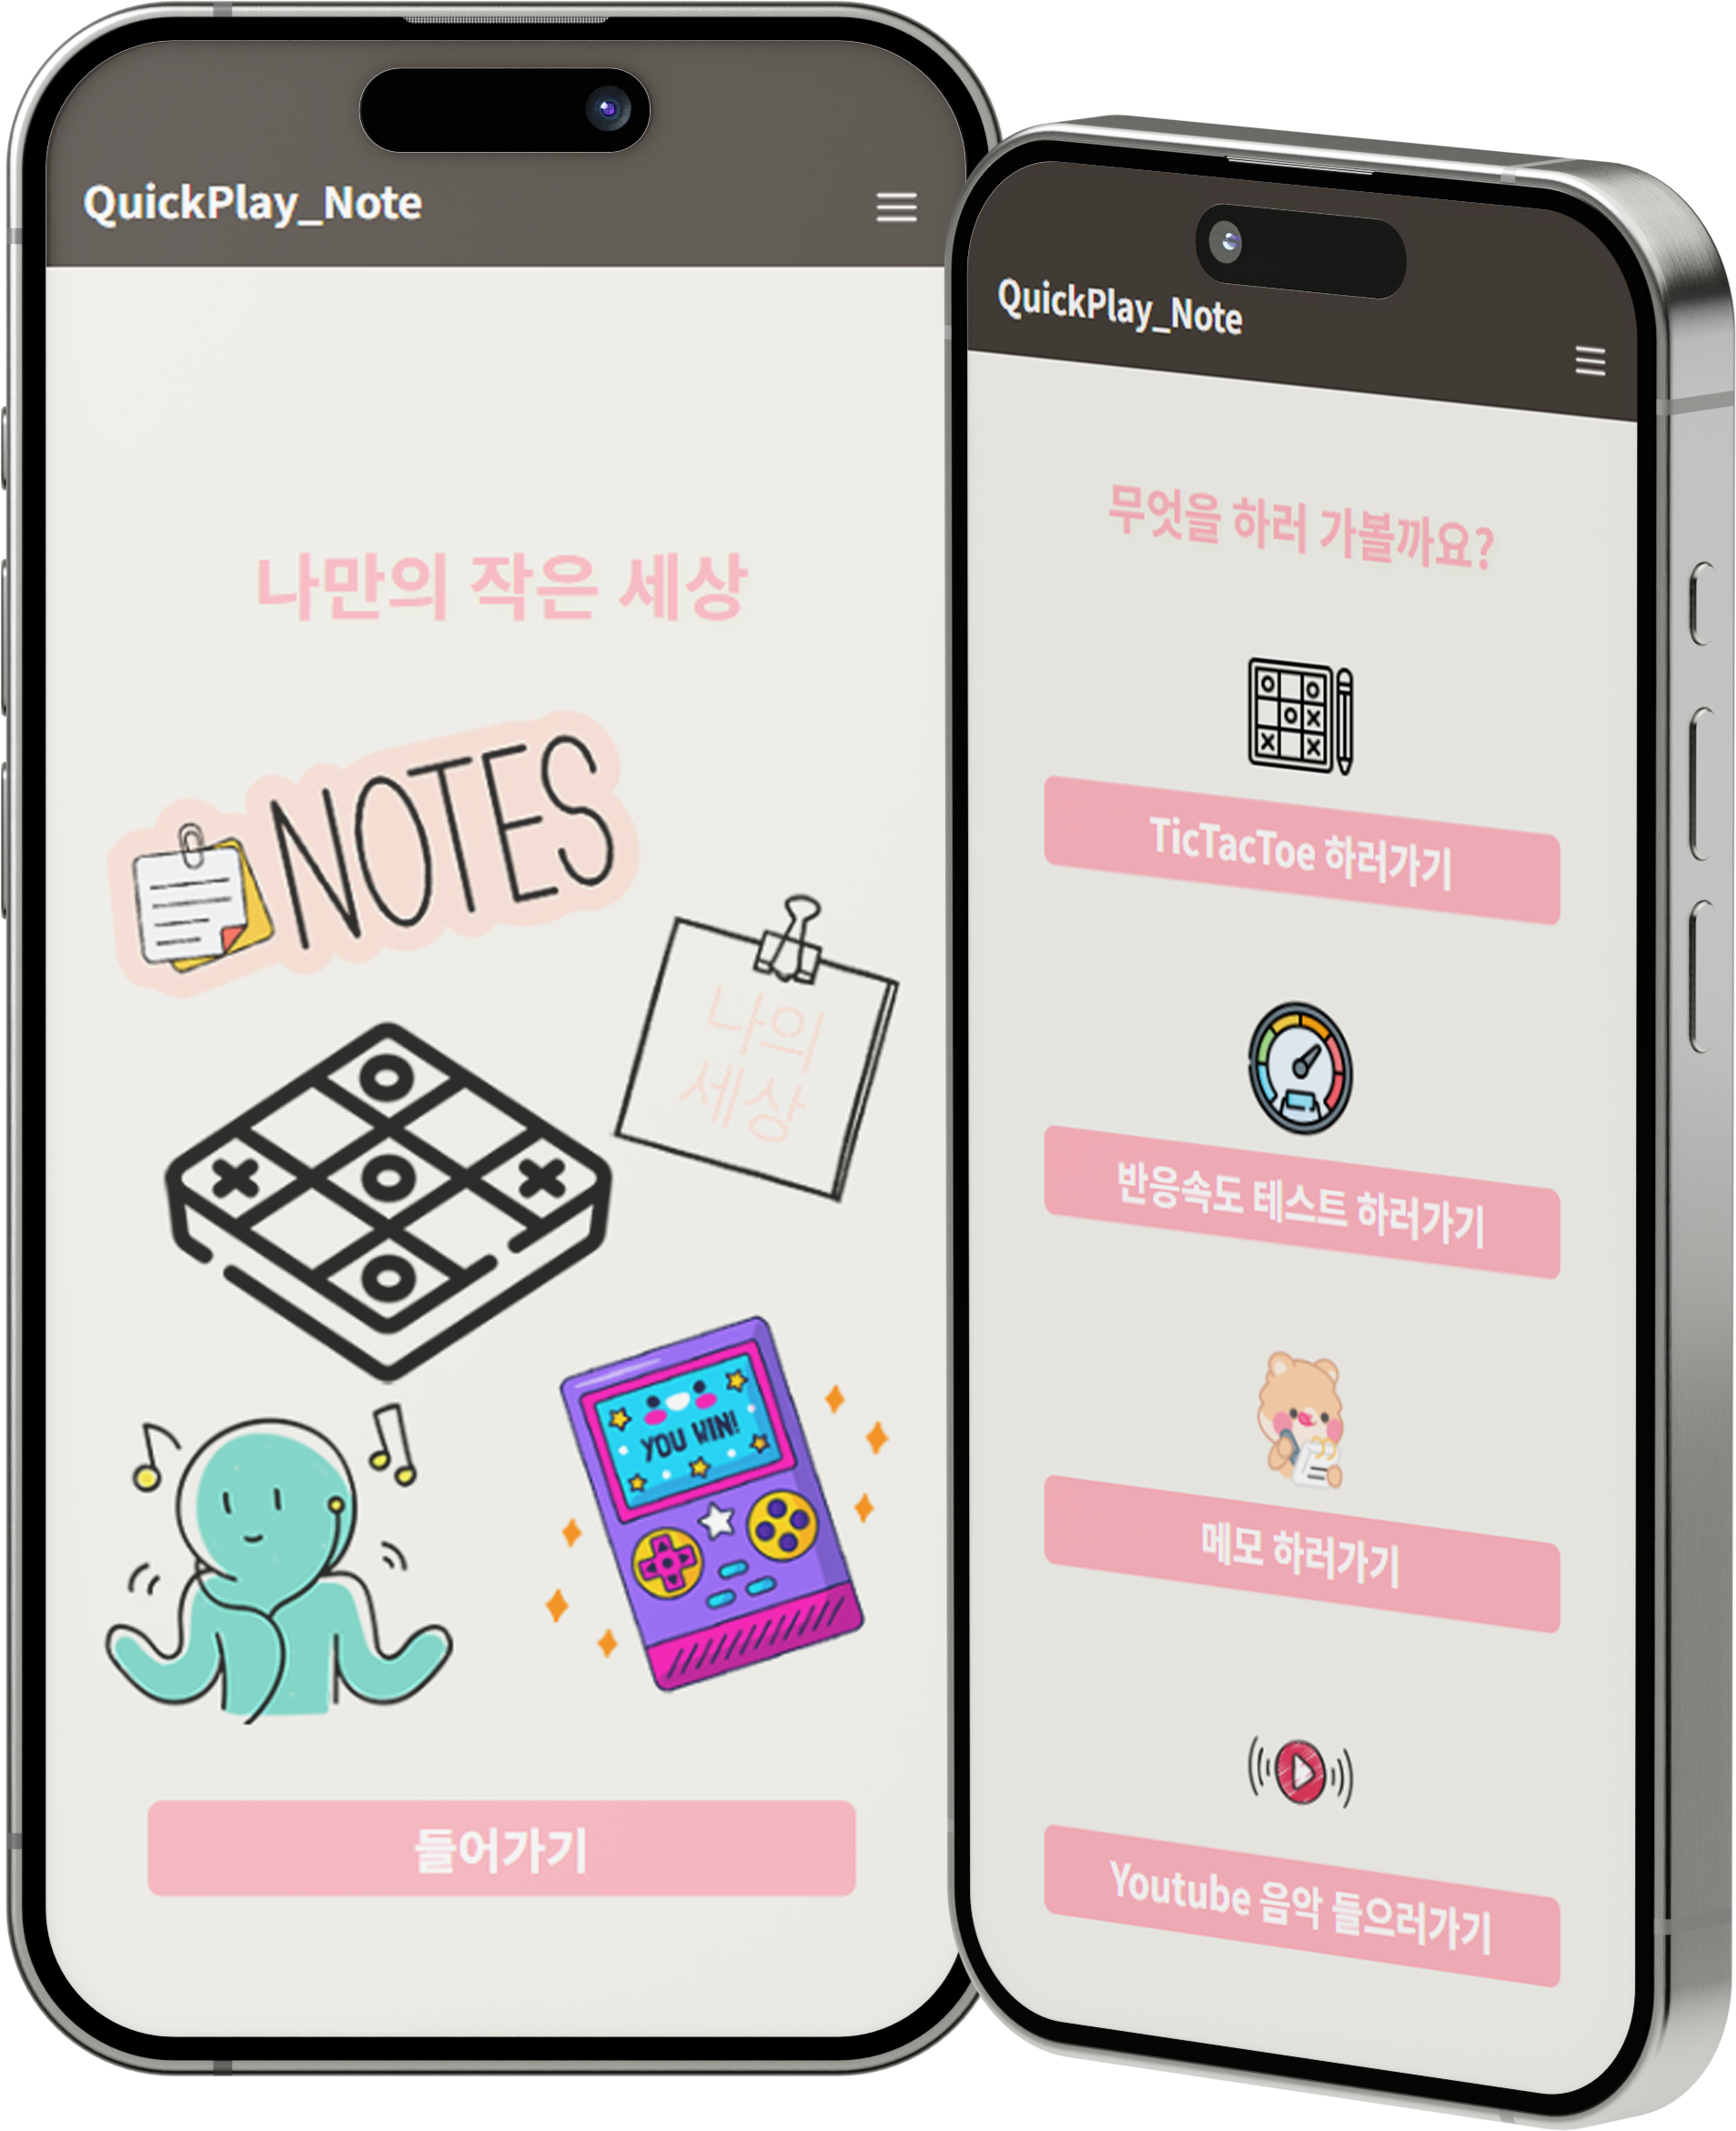 QuickPlay_Note
나만의 작은 세상
NOTES
나의
세상
YOU WIN!
들어가기
QuickPlay_Note
무엇을 하러 가볼까요?
TicTacToe 하러가기
반응속도 테스트 하러가기
메모 하러가기
Youtube 음악 들으러가기